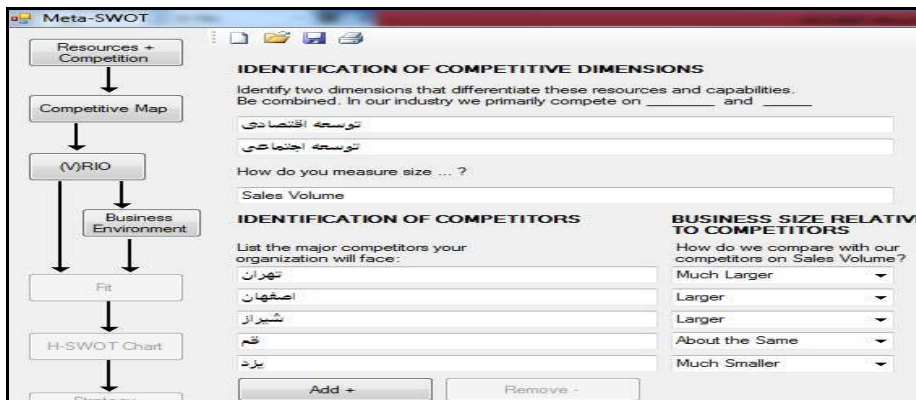 Meta-SWOT
Resources +
Competition
Competitive Map
(V)RIO
Business
Environment
Fit
H-SWOT Chart
Strategy
IDENTIFICATION OF COMPETITIVE DIMENSIONS
Identify two dimensions that differentiate these resources and capabilities.
Be combined. In our industry we primarily compete on ________ and ______
توسعه اقتصادی
توسعه اجتماعی
How do you measure size ... ?
Sales Volume
IDENTIFICATION OF COMPETITORS
List the major competitors your
organization will face:
تهران
اصفهان
شیراز
قم
یزد
Add +
Remove -
BUSINESS SIZE RELATIV
TO COMPETITORS
How do we compare with our
competitors on Sales Volume?
Much Larger
Larger
Larger
About the Same
Much Smaller